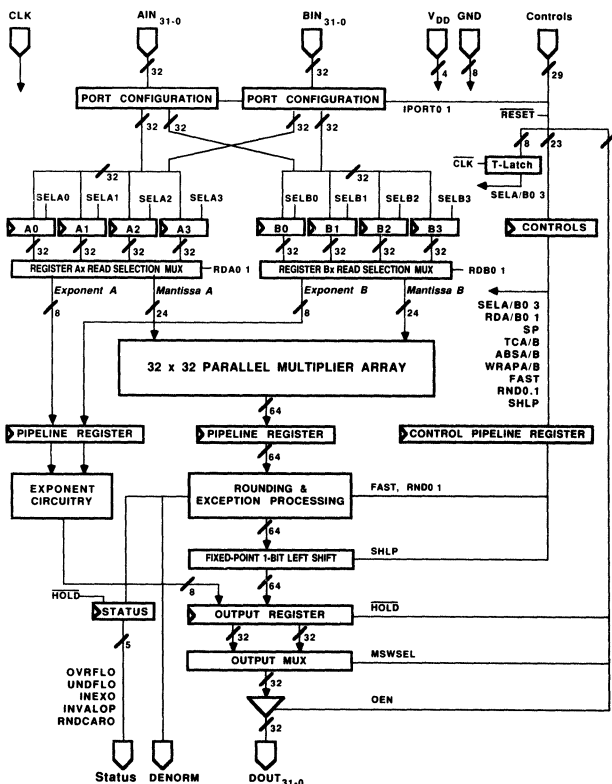 CLK
AIN 31-0
BIN 31-0
VDD GND
Controls
32
32
4
8
29
PORT CONFIGURATION
PORT CONFIGURATION
IPORT0 1
RESET
32
32
32
32
8
23
CLK
T-Latch
32
32
SELA/B0 3
SELA0
SELA1
SELA2
SELA3
SELB0
SELB1
SELB2
SELB3
A0
A1
A2
A3
B0
B1
B2
B3
CONTROLS
32
32
32
32
32
32
32
32
REGISTER Ax READ SELECTION MUX
RDA0 1
REGISTER Bx READ SELECTION MUX
RDB0 1
Exponent A
Mantissa A
Exponent B
Mantissa B
8
24
8
24
SELA/B0 3
RDA/B0 1
SP
TCA/B
ABSA/B
WRAPA/B
FAST
RND0.1
SHLP
32 x 32 PARALLEL MULTIPLIER ARRAY
64
PIPELINE REGISTER
PIPELINE REGISTER
CONTROL PIPELINE REGISTER
64
EXPONENT
CIRCUITRY
ROUNDING &
EXCEPTION PROCESSING
FAST, RND0 1
64
FIXED-POINT 1-BIT LEFT SHIFT
SHLP
8
64
HOLD
STATUS
OUTPUT REGISTER
HOLD
5
32
32
OUTPUT MUX
MSWSEL
OVRFLO
UNDFLO
INEXO
INVALOP
RNDCARO
32
OEN
32
Status
DENORM
DOUT 31-0